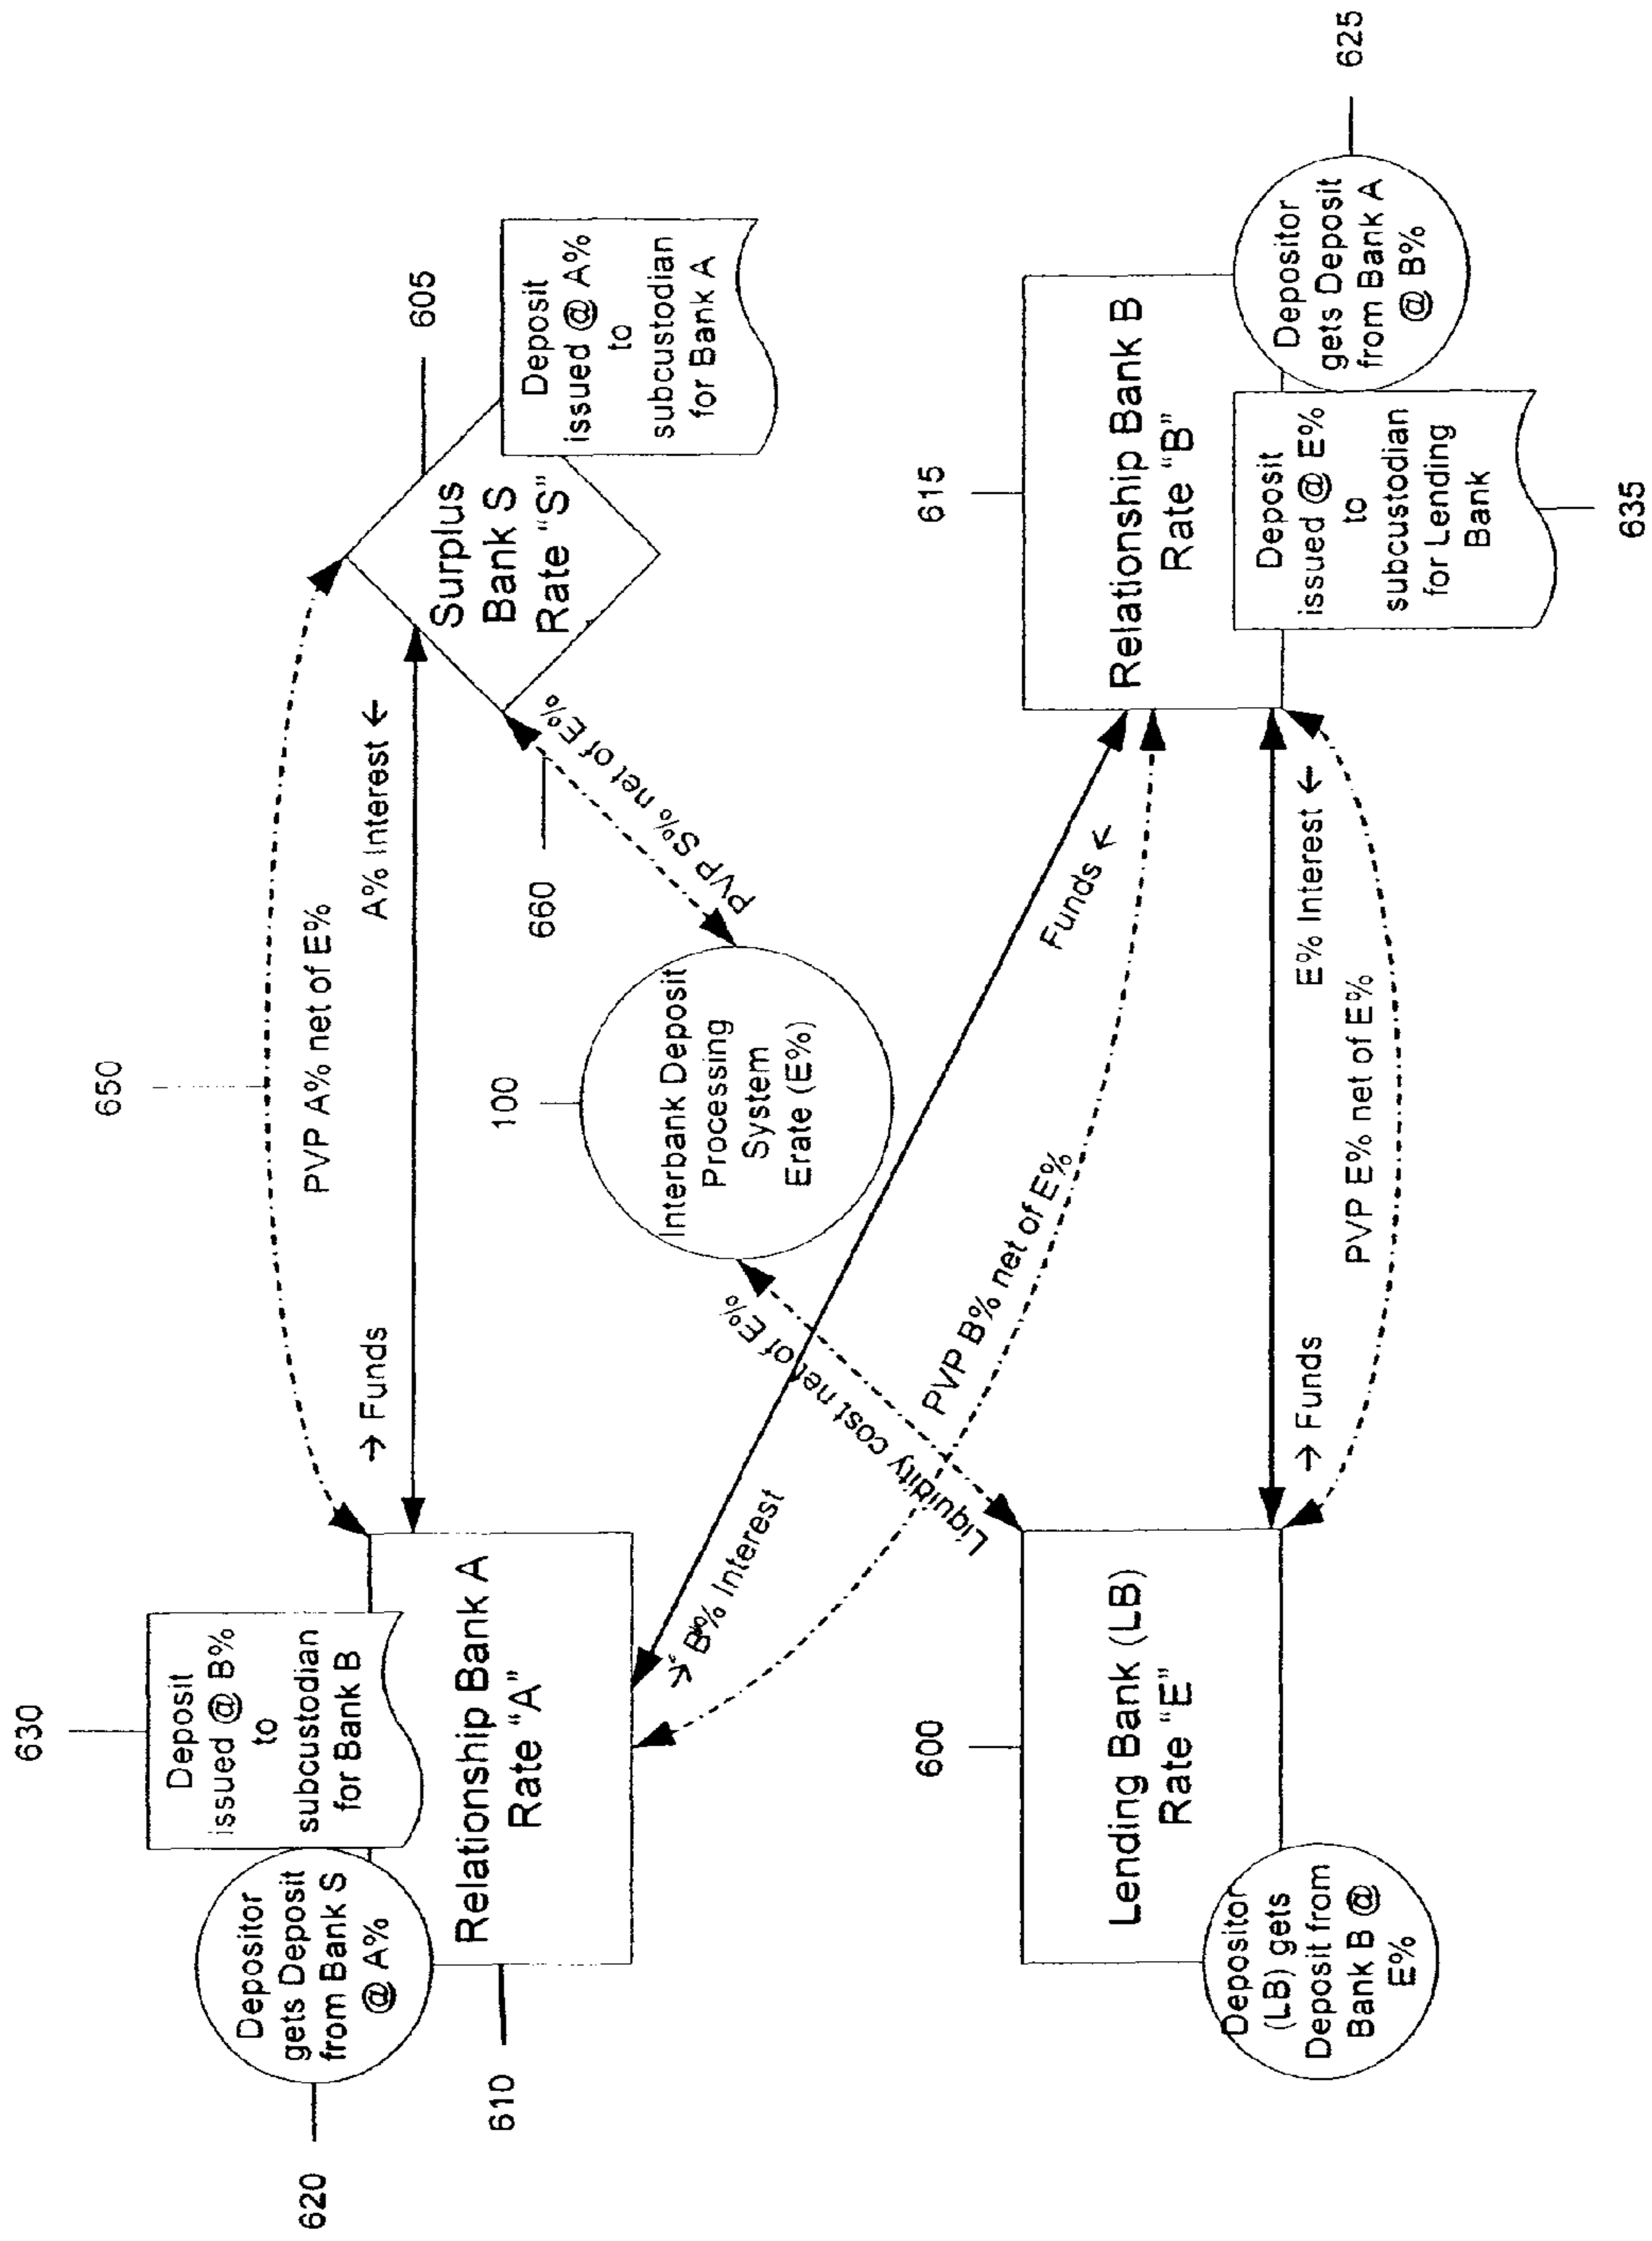 630
Deposit
issued @ B%
to
subcustodian
for Bank B
620
Depositor
gets Deposit
from Bank S
@ A%
Relationship Bank A
Rate "A"
610
650
PVP A% net of E%
→ Funds
A% Interest ←
605
Surplus
Bank S
Rate "S"
Deposit
issued @ A%
to
subcustodian
for Bank A
660
PVP S% net of E%
100
Interbank Deposit
Processing
System
Erate (E%)
Liquidity cost net of E%
B% Interest
Funds ←
PVP B% net of E%
600
Lending Bank (LB)
Rate "E"
Depositor
(LB) gets
Deposit from
Bank B @
E%
→ Funds
E% Interest ←
PVP E% net of E%
615
Relationship Bank B
Rate "B"
Deposit
issued @ E%
to
subcustodian
for Lending
Bank
635
Depositor
gets Deposit
from Bank A
@ B%
625